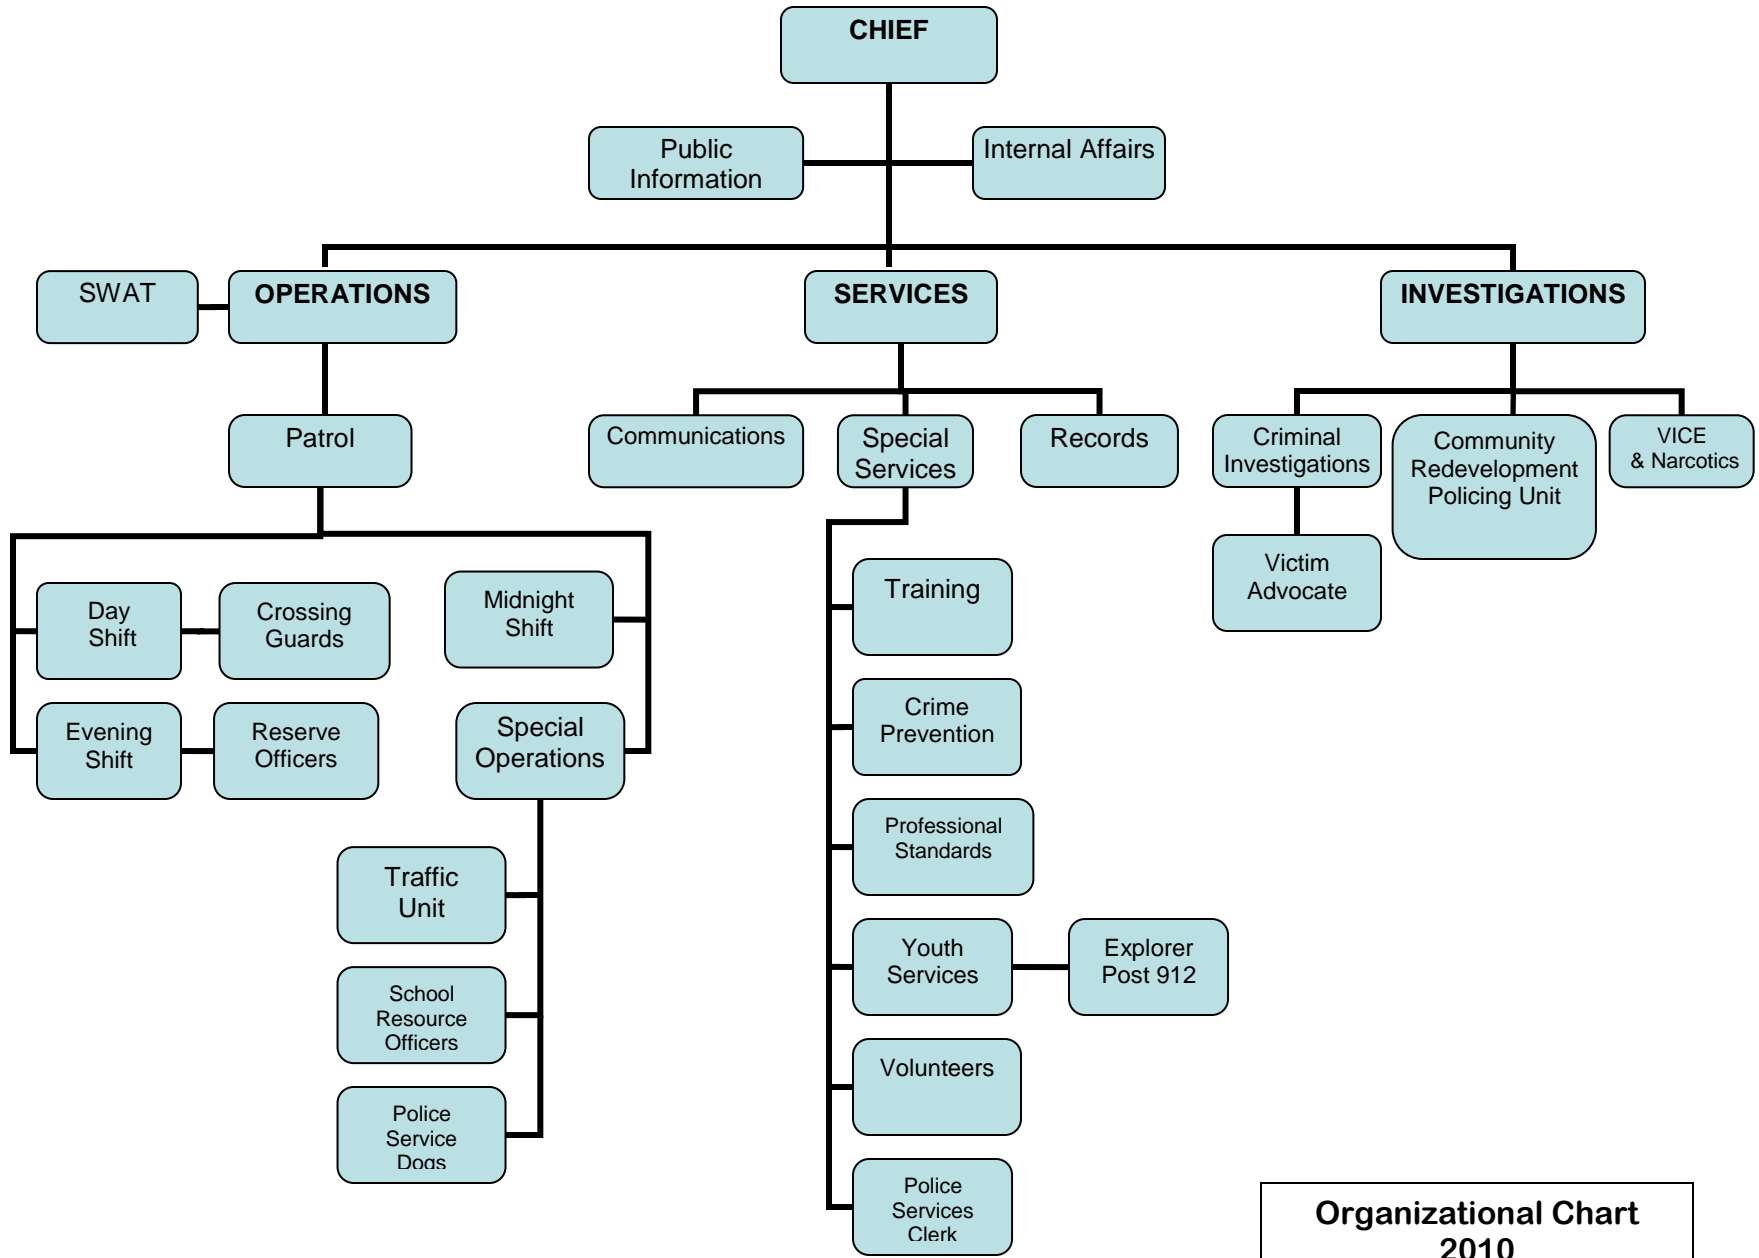 CHIEF
Public
Information
Internal Affairs
SWAT
OPERATIONS
SERVICES
INVESTIGATIONS
Patrol
Communications
Special
Services
Records
Criminal
Investigations
Community
Redevelopment
Policing Unit
VICE
& Narcotics
Victim
Advocate
Day
Shift
Crossing
Guards
Midnight
Shift
Evening
Shift
Reserve
Officers
Special
Operations
Traffic
Unit
School
Resource
Officers
Police
Service
Dogs
Training
Crime
Prevention
Professional
Standards
Youth
Services
Explorer
Post 912
Volunteers
Police
Services
Clerk
Organizational Chart
2010